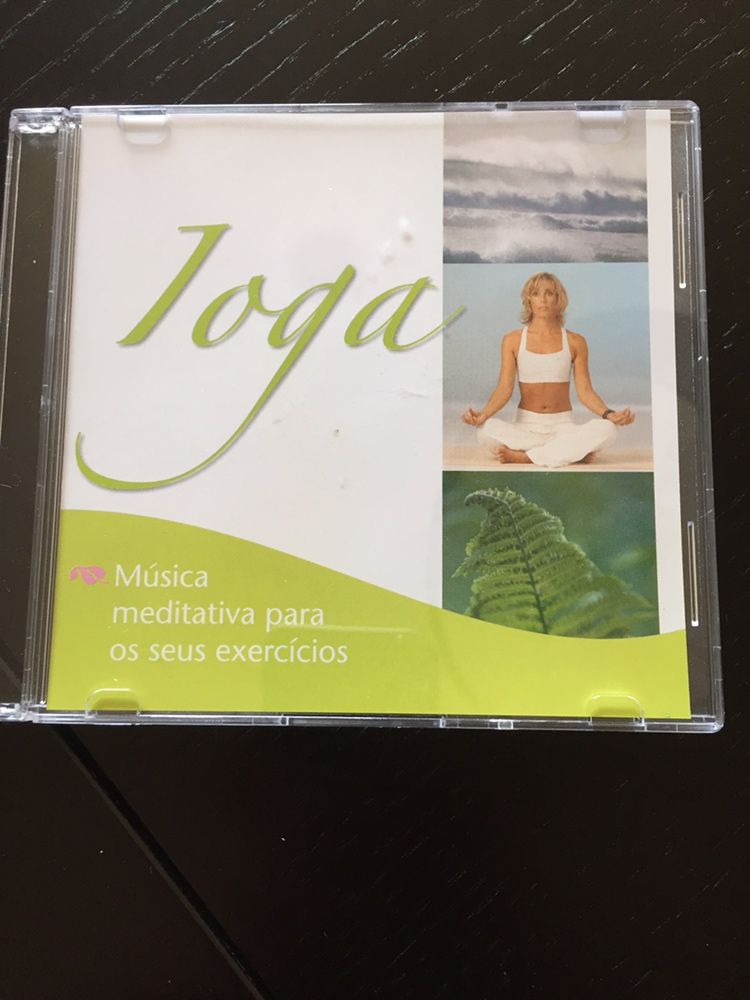 Ioga
Música
meditativa para
os seus exercícios